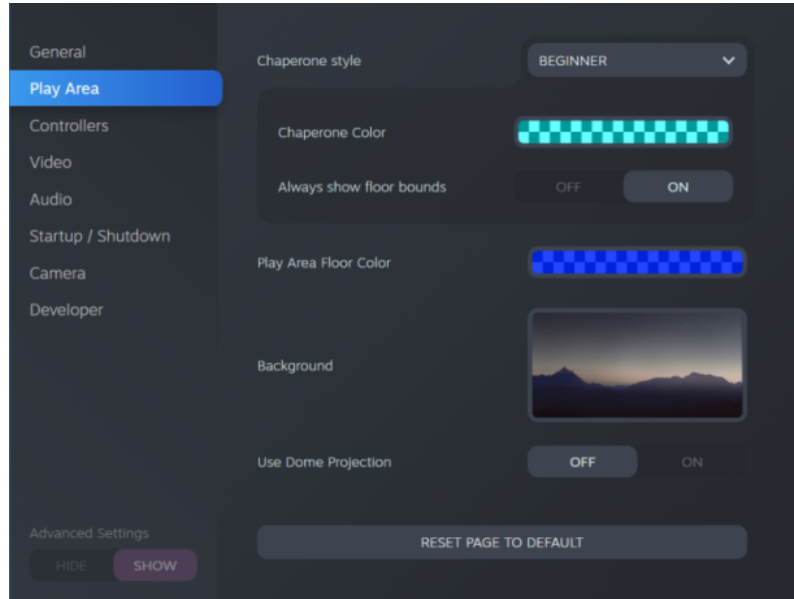 General
Play Area
Controllers
Video
Audio
Startup / Shutdown
Camera
Developer
Advanced Settings
HIDE SHOW
Chaperone style BEGINNER
Chaperone Color
Always show floor bounds OFF ON
Play Area Floor Color
Background
Use Dome Projection OFF ON
RESET PAGE TO DEFAULT